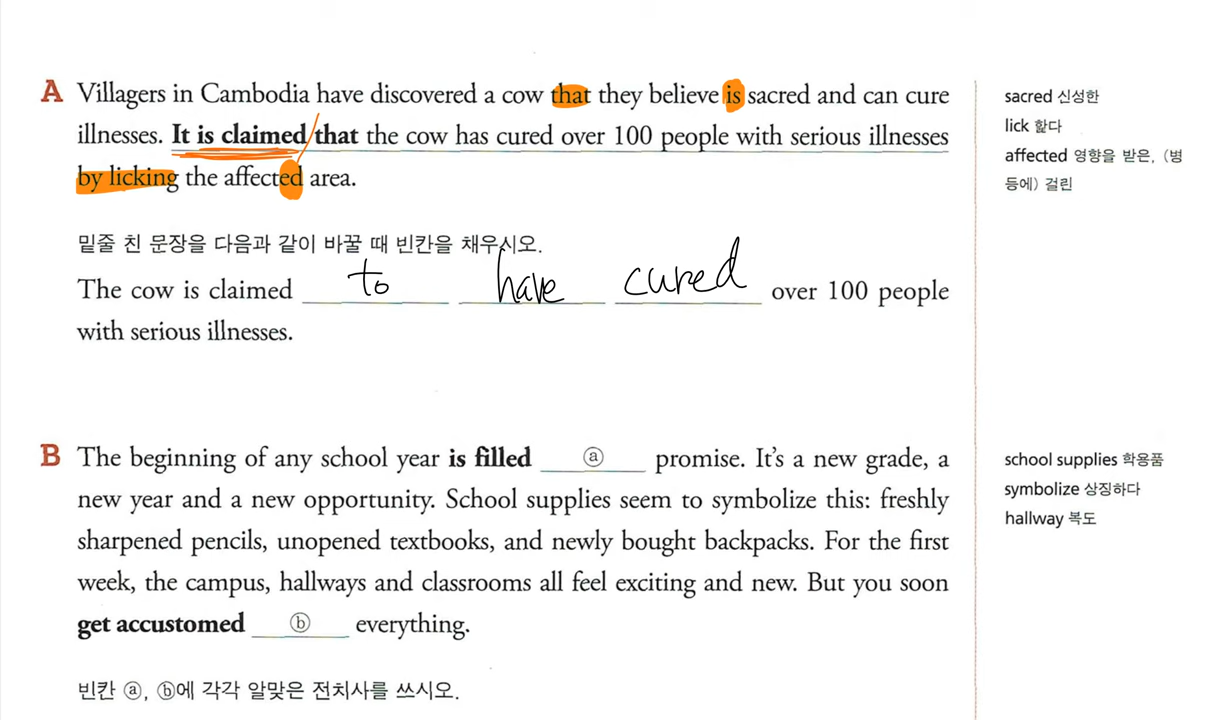 A Villagers in Cambodia have discovered a cow that they believe is sacred and can cure
illnesses. It is claimed that the cow has cured over 100 people with serious illnesses
by licking the affected area.
sacred 신성한
lick 핥다
affected 영향을 받은, (병
등에) 걸린
밑줄 친 문장을 다음과 같이 바꿀 때 빈칸을 채우시오.
The cow is claimed to have cured over 100 people
with serious illnesses.
B The beginning of any school year is filled ⓐ promise. It's a new grade, a
new year and a new opportunity. School supplies seem to symbolize this: freshly
sharpened pencils, unopened textbooks, and newly bought backpacks. For the first
week, the campus, hallways and classrooms all feel exciting and new. But you soon
get accustomed ⓑ everything.
school supplies 학용품
symbolize 상징하다
hallway 복도
빈칸 ⓐ, ⓑ에 각각 알맞은 전치사를 쓰시오.